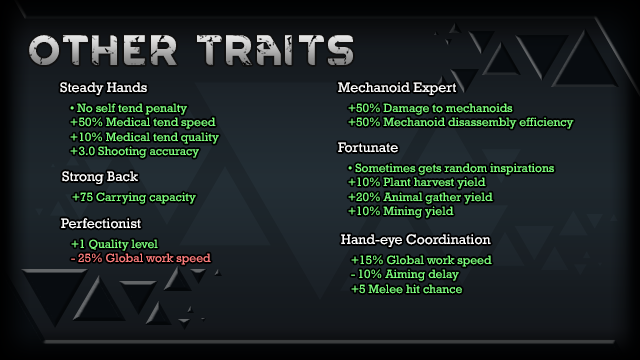 OTHER TRAITS
Steady Hands
• No self tend penalty
+50% Medical tend speed
+10% Medical tend quality
+3.0 Shooting accuracy
Strong Back
+75 Carrying capacity
Perfectionist
+1 Quality level
- 25% Global work speed
Mechanoid Expert
+50% Damage to mechanoids
+50% Mechanoid disassembly efficiency
Fortunate
• Sometimes gets random inspirations
+10% Plant harvest yield
+20% Animal gather yield
+10% Mining yield
Hand-eye Coordination
+15% Global work speed
- 10% Aiming delay
+5 Melee hit chance